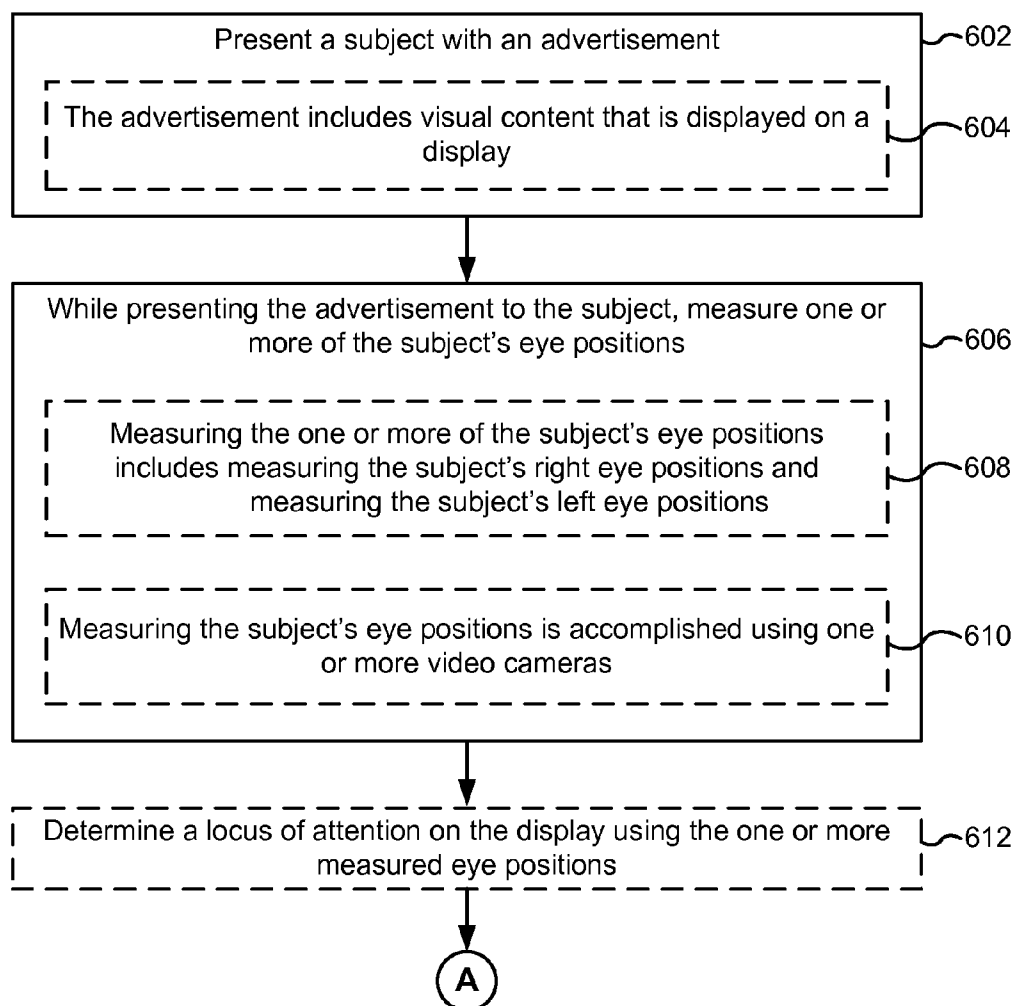 Present a subject with an advertisement
602
The advertisement includes visual content that is displayed on a
display
604
While presenting the advertisement to the subject, measure one or
more of the subject's eye positions
606
Measuring the one or more of the subject's eye positions
includes measuring the subject's right eye positions and
measuring the subject's left eye positions
608
Measuring the subject's eye positions is accomplished using one
or more video cameras
610
Determine a locus of attention on the display using the one or more
measured eye positions
612
A